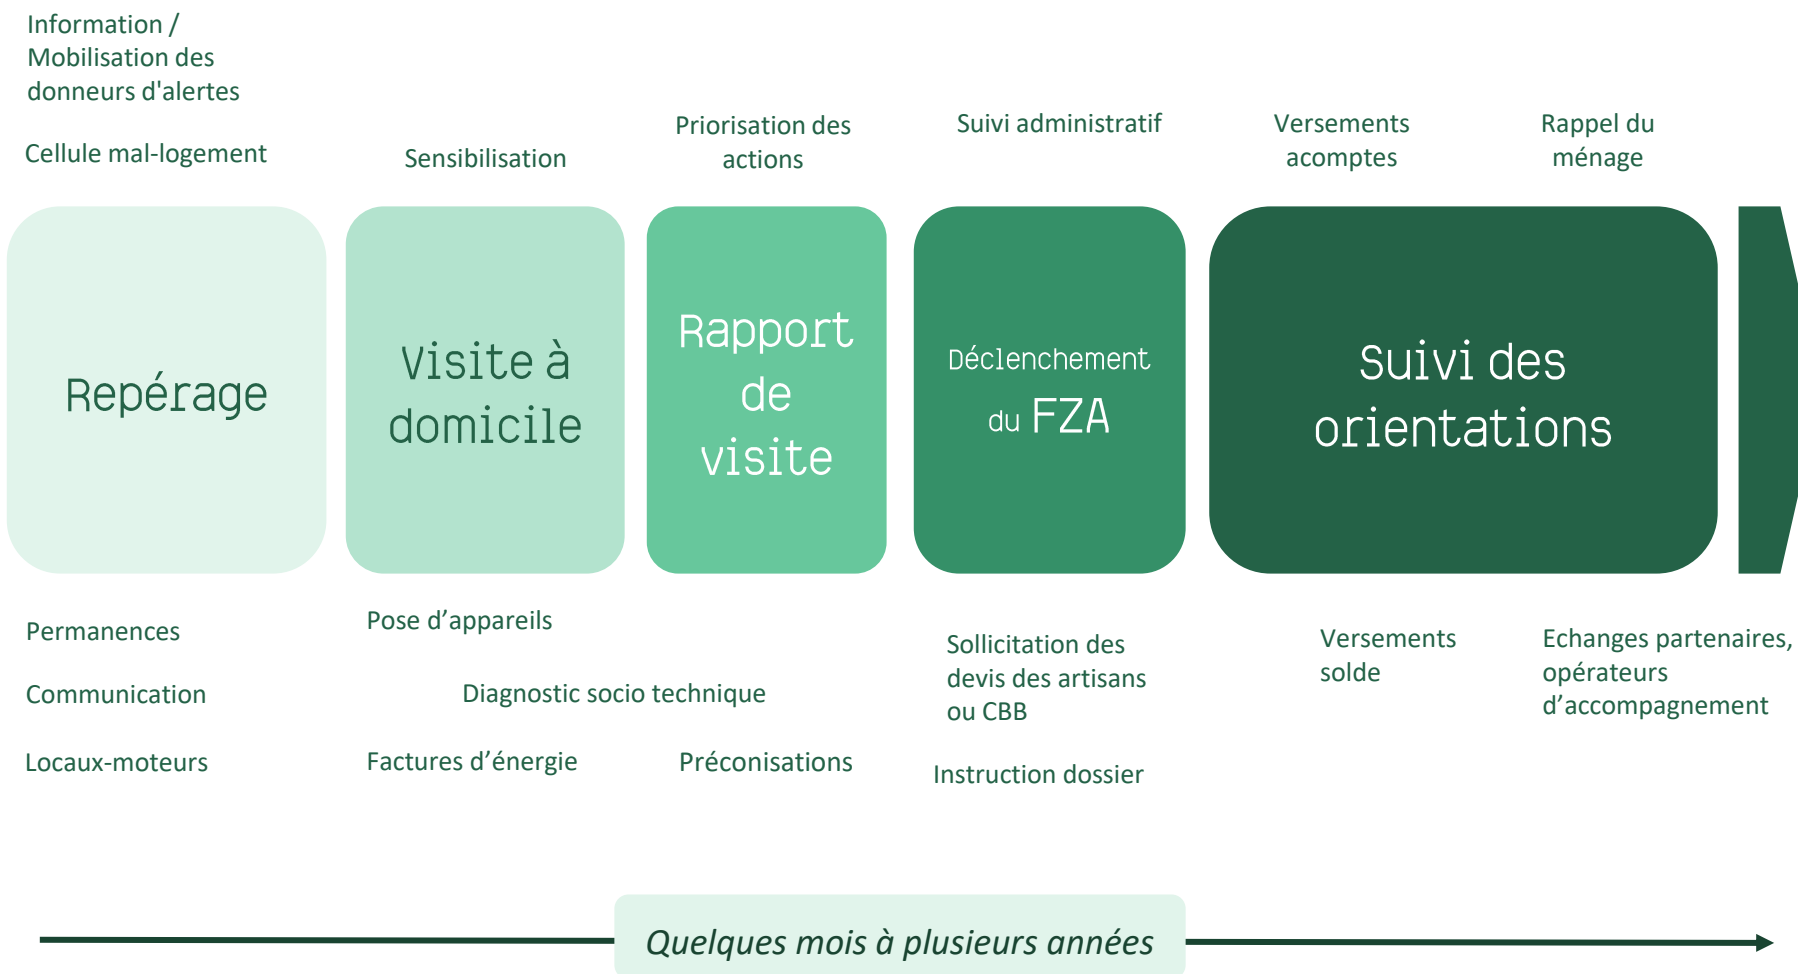 Information /
Mobilisation des
donneurs d'alertes
Cellule mal-logement
Sensibilisation
Priorisation des
actions
Suivi administratif
Versements
acomptes
Rappel du
ménage
Repérage
Visite à
domicile
Rapport
de
visite
Déclenchement
du FZA
Suivi des
orientations
Permanences
Communication
Locaux-moteurs
Pose d’appareils
Diagnostic socio technique
Factures d’énergie
Préconisations
Sollicitation des
devis des artisans
ou CBB
Instruction dossier
Versements
solde
Echanges partenaires,
opérateurs
d’accompagnement
Quelques mois à plusieurs années